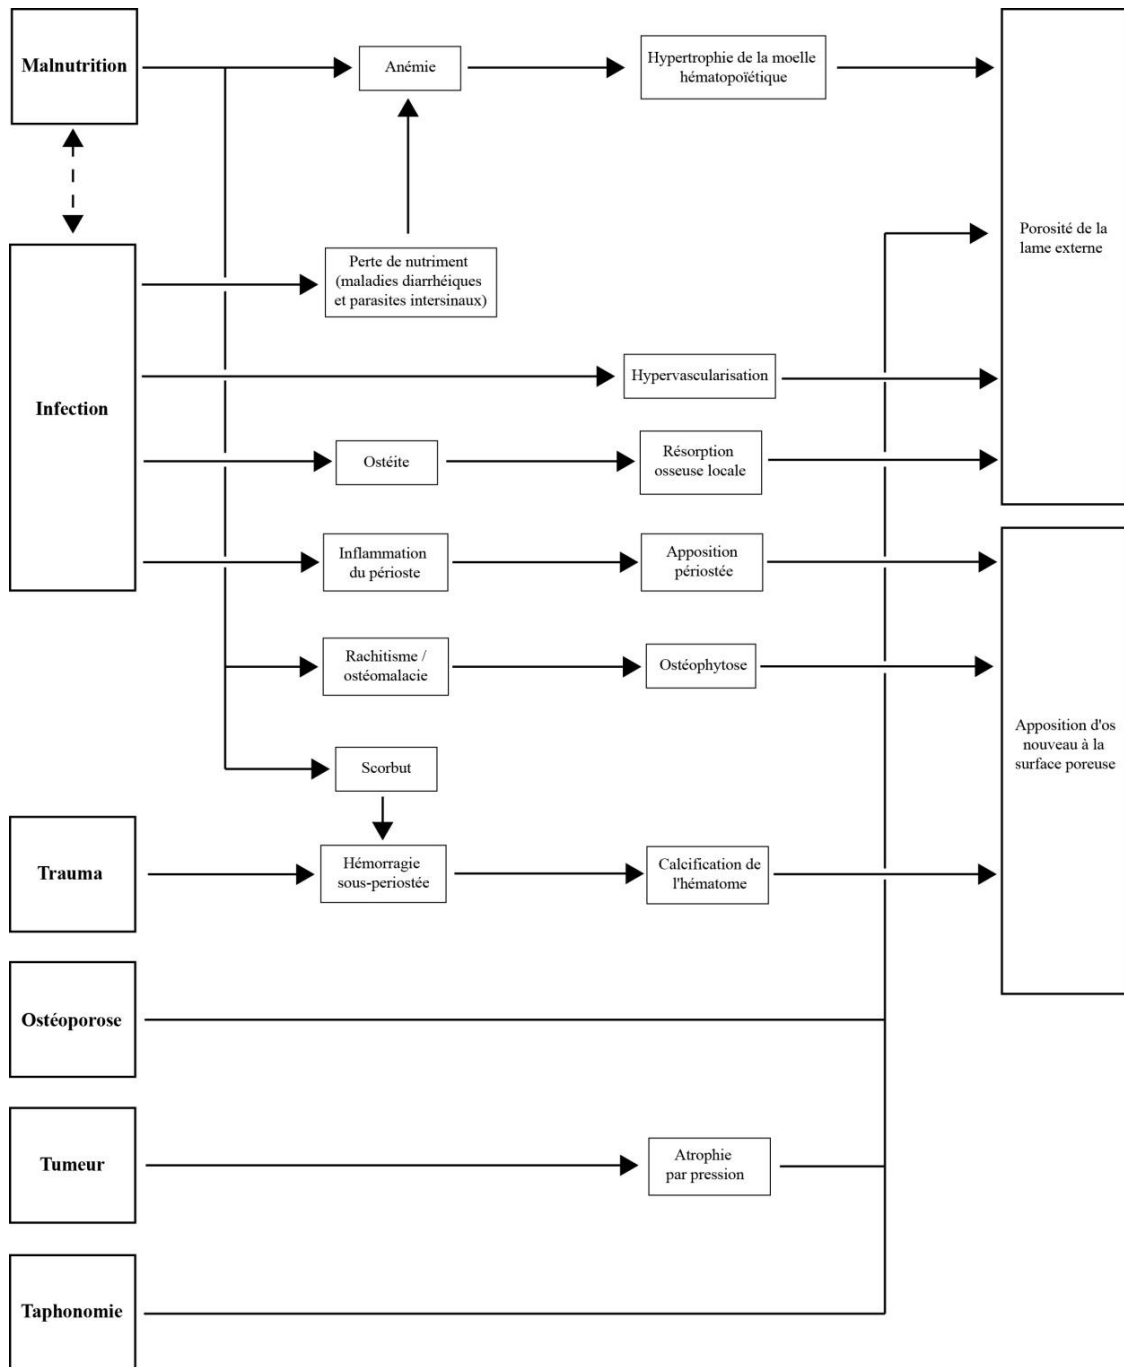 Malnutrition
Anémie
Hypertrophie de la moelle
hématopoïétique
Perte de nutriment
(maladies diarrhéiques
et parasites intersinaux)
Porosité de la
lame externe
Infection
Hypervascularisation
Ostéite
Résorption
osseuse locale
Inflammation
du périoste
Apposition
périostée
Rachitisme /
ostéomalacie
Ostéophytose
Apposition d'os
nouveau à la
surface poreuse
Scorbut
Trauma
Hémorragie
sous-periostée
Calcification de
l'hématome
Ostéoporose
Tumeur
Atrophie
par pression
Taphonomie